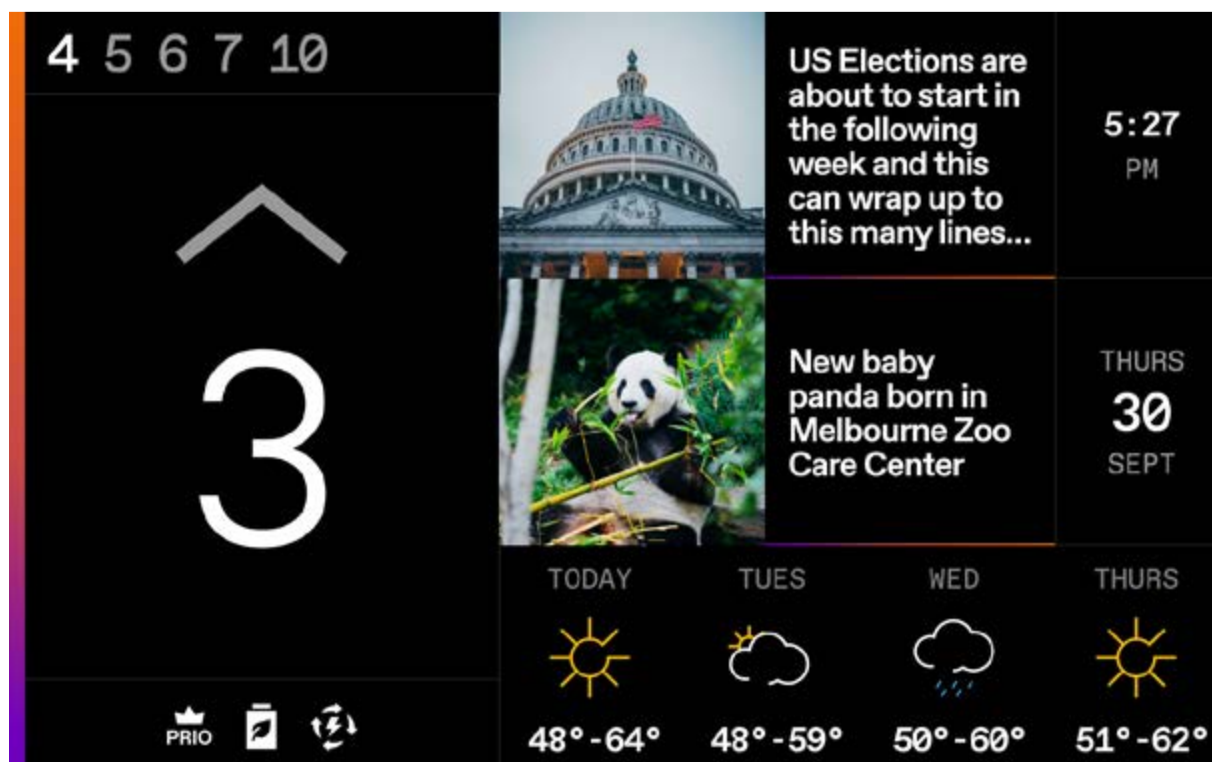 4 5 6 7 10
3
PRIO
US Elections are
about to start in
the following
week and this
can wrap up to
this many lines...
5:27
PM
New baby
panda born in
Melbourne Zoo
Care Center
THURS
30
SEPT
TODAY TUES WED THURS
48°-64° 48°-59° 50°-60° 51°-62°